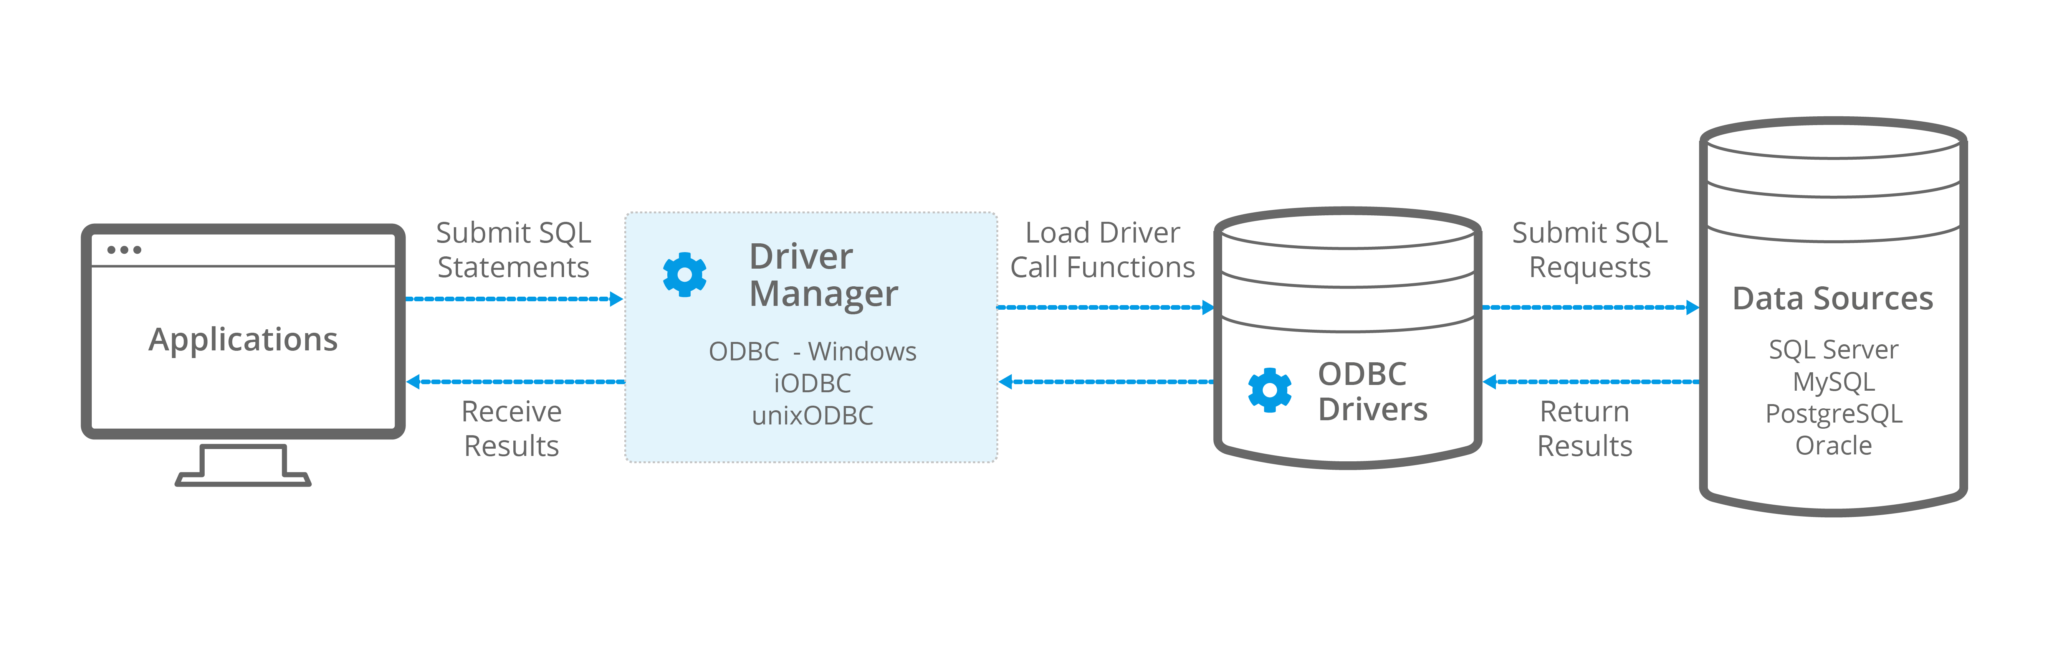 Applications
Submit SQL
Statements
Receive
Results
Driver
Manager
ODBC  - Windows
iODBC
unixODBC
Load Driver
Call Functions
ODBC
Drivers
Submit SQL
Requests
Return
Results
Data Sources
SQL Server
MySQL
PostgreSQL
Oracle